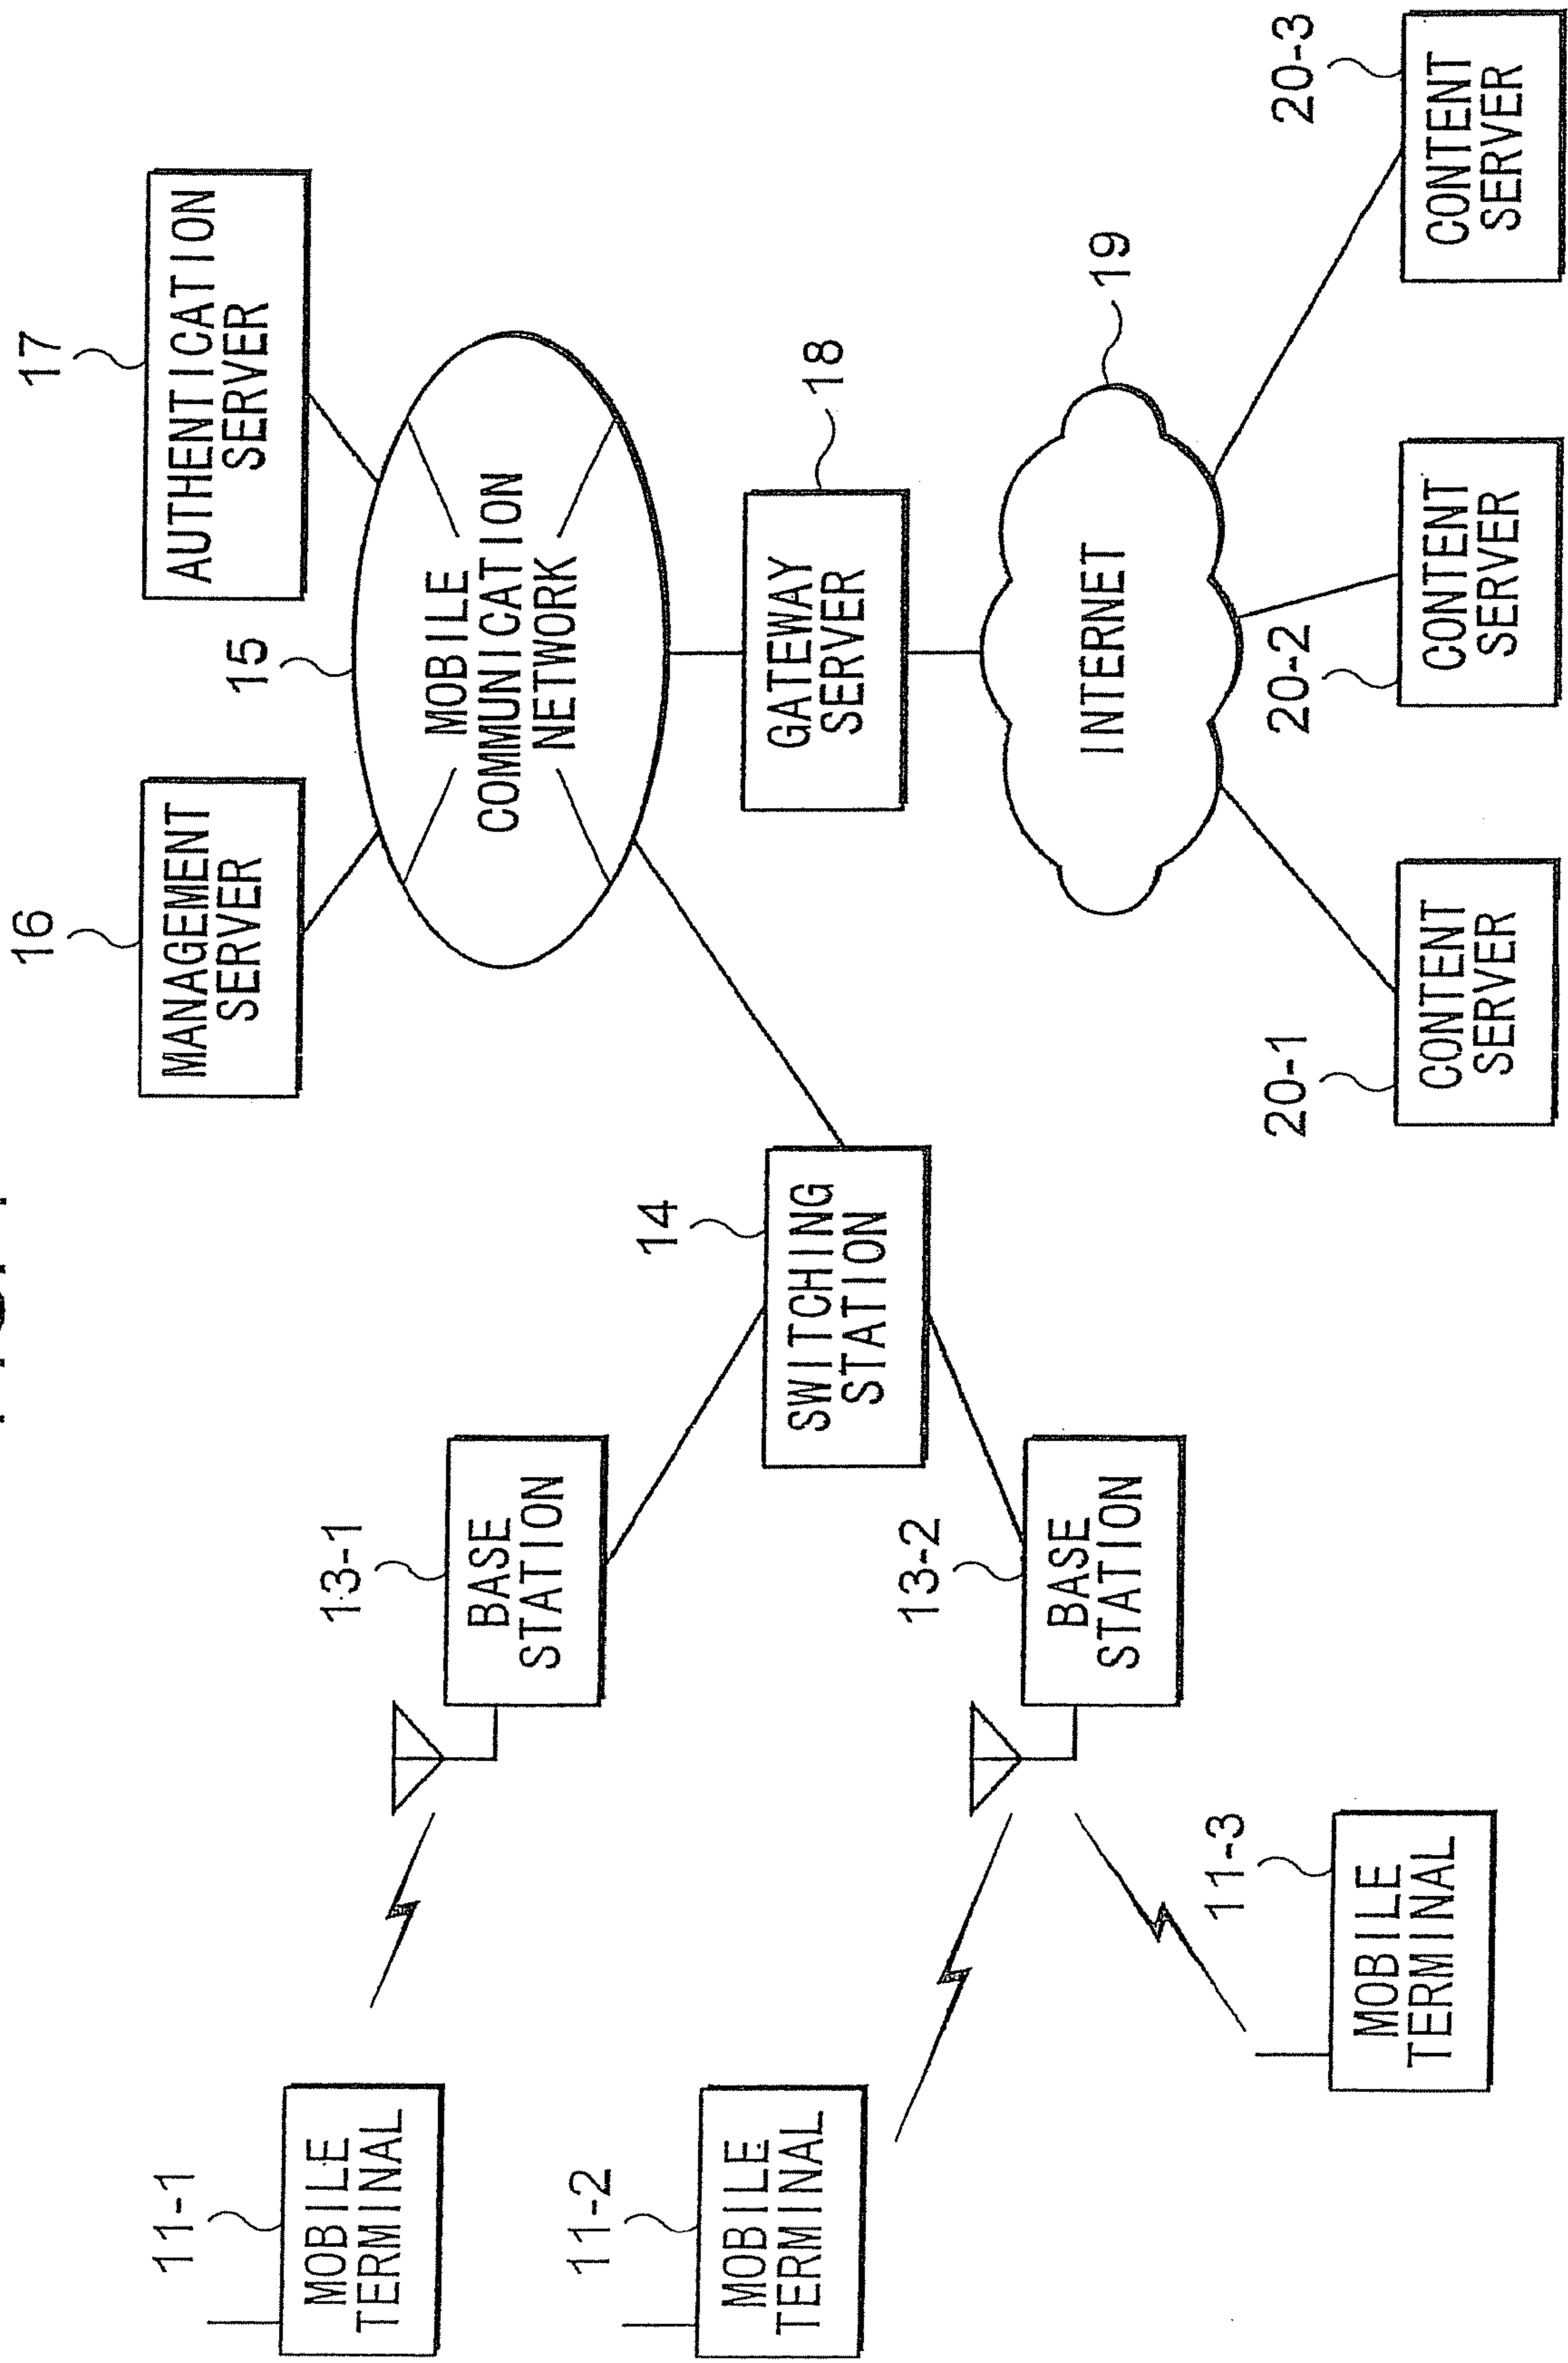 16
MANAGEMENT
SERVER
17
AUTHENTICATION
SERVER
15
MOBILE
COMMUNICATION
NETWORK
13-1
BASE
STATION
14
SWITCHING
STATION
18
GATEWAY
SERVER
11-1
MOBILE
TERMINAL
11-2
MOBILE
TERMINAL
13-2
BASE
STATION
19
INTERNET
11-3
MOBILE
TERMINAL
20-1
CONTENT
SERVER
20-2
CONTENT
SERVER
20-3
CONTENT
SERVER